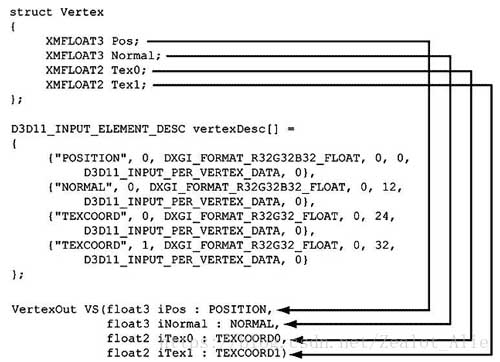 struct Vertex
{
XMFLOAT3 Pos;
XMFLOAT3 Normal;
XMFLOAT2 Tex0;
XMFLOAT2 Tex1;
};
D3D11_INPUT_ELEMENT_DESC vertexDesc[] =
{
{"POSITION", 0, DXGI_FORMAT_R32G32B32_FLOAT, 0, 0,
D3D11_INPUT_PER_VERTEX_DATA, 0},
{"NORMAL", 0, DXGI_FORMAT_R32G32B32_FLOAT, 0, 12,
D3D11_INPUT_PER_VERTEX_DATA, 0},
{"TEXCOORD", 0, DXGI_FORMAT_R32G32_FLOAT, 0, 24,
D3D11_INPUT_PER_VERTEX_DATA, 0},
{"TEXCOORD", 1, DXGI_FORMAT_R32G32_FLOAT, 0, 32,
D3D11_INPUT_PER_VERTEX_DATA, 0}
};
VertexOut VS(float3 iPos : POSITION,
float3 iNormal : NORMAL,
float2 iTex0 : TEXCOORD0,
float2 iTex1 : TEXCOORD1)